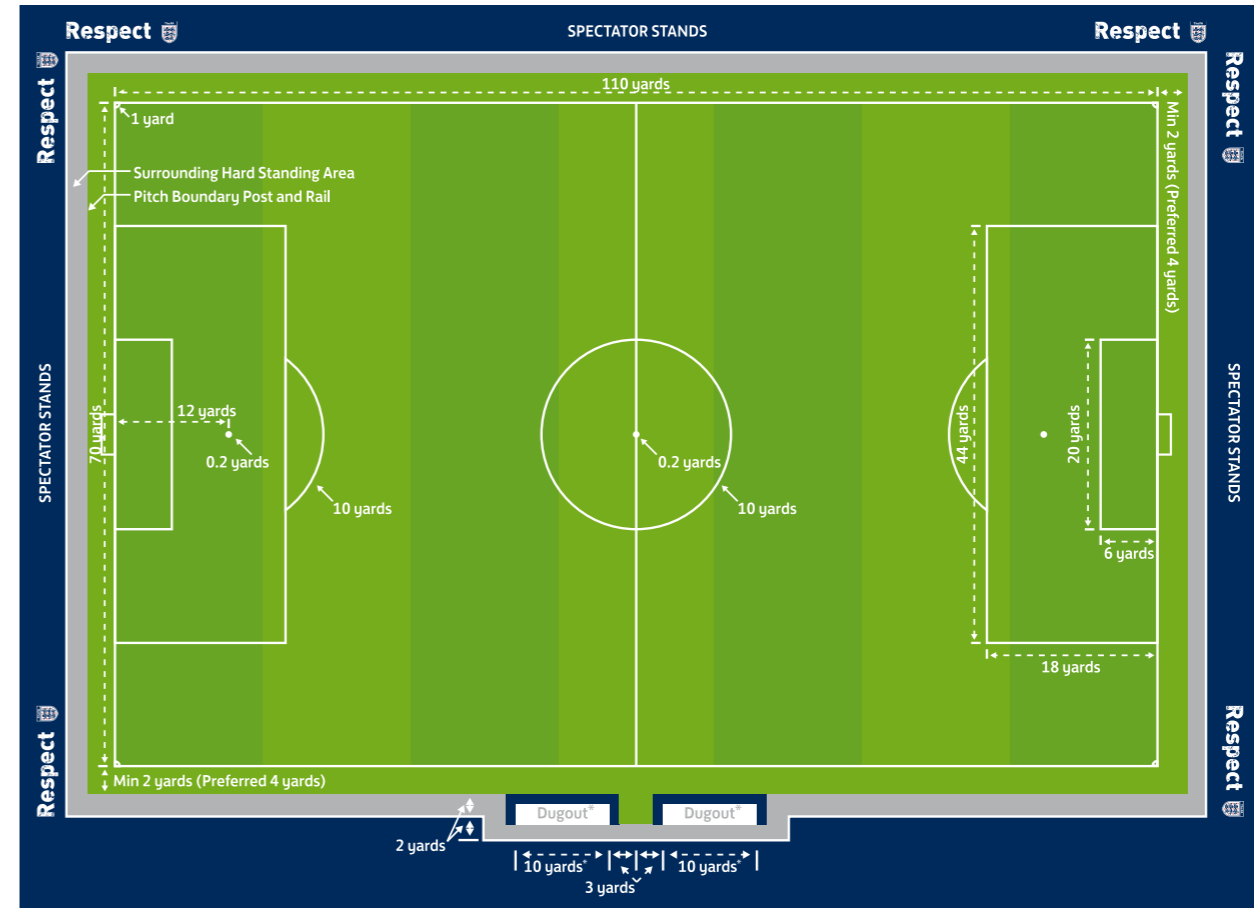 Respect
SPECTATOR STANDS
Respect
Respect
Respect
110 yards
1 yard
Min 2 yards (Preferred 4 yards)
Surrounding Hard Standing Area
Pitch Boundary Post and Rail
SPECTATOR STANDS
70 yards
12 yards
0.2 yards
10 yards
0.2 yards
10 yards
44 yards
20 yards
6 yards
18 yards
SPECTATOR STANDS
Respect
Respect
Min 2 yards (Preferred 4 yards)
Dugout*
Dugout*
2 yards
10 yards+
10 yards+
3 yards^